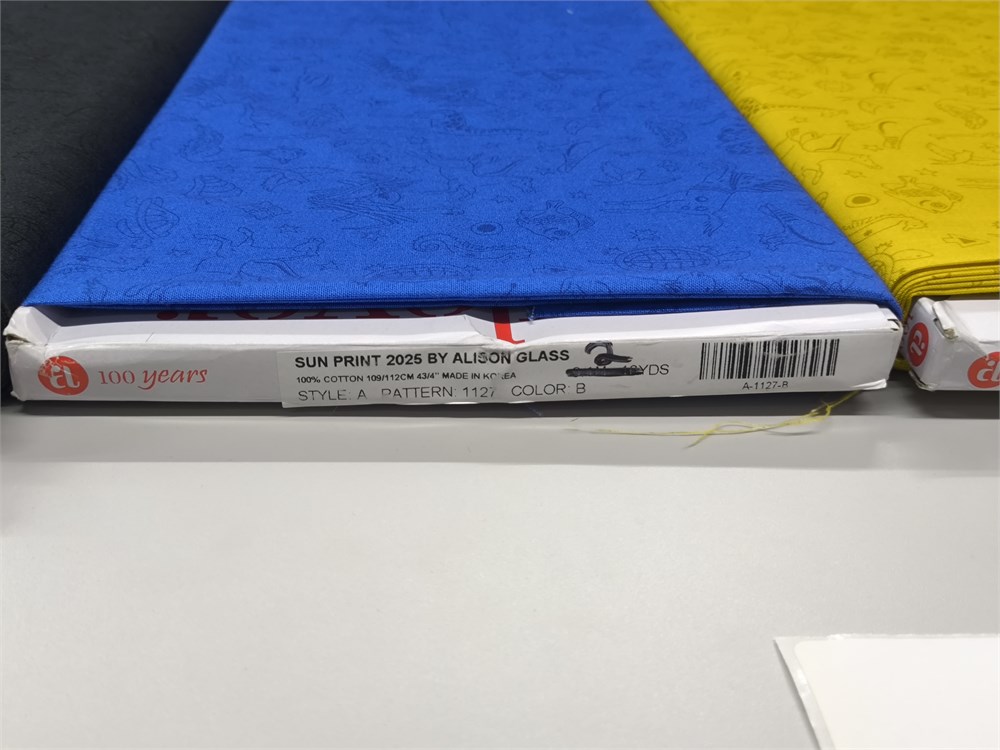 a 100 years
SUN PRINT 2025 BY ALISON GLASS
100% COTTON 109/112CM 43/4" MADE IN KOREA
YDS
STYLE: A PATTERN: 1127 COLOR: B
A-1127-B
a
a